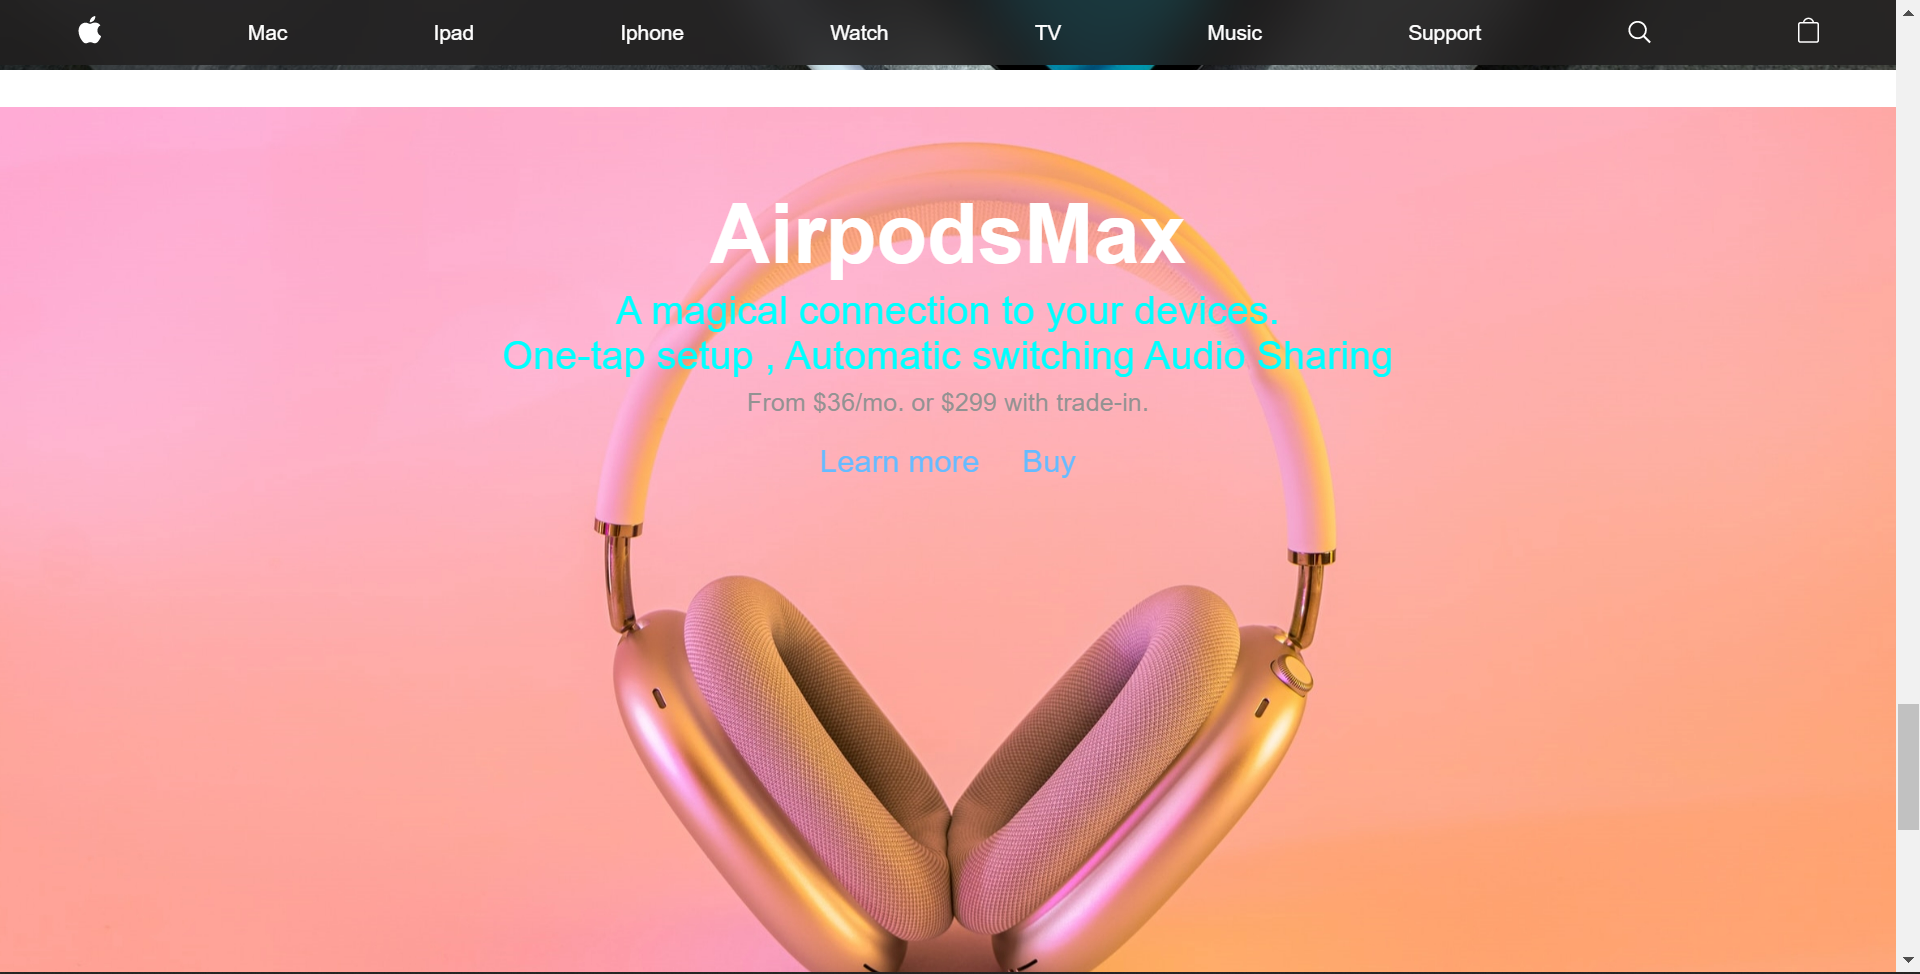 Mac Ipad Iphone Watch TV Music Support
AirpodsMax
A magical connection to your devices.
One-tap setup , Automatic switching Audio Sharing
From $36/mo. or $299 with trade-in.
Learn more Buy